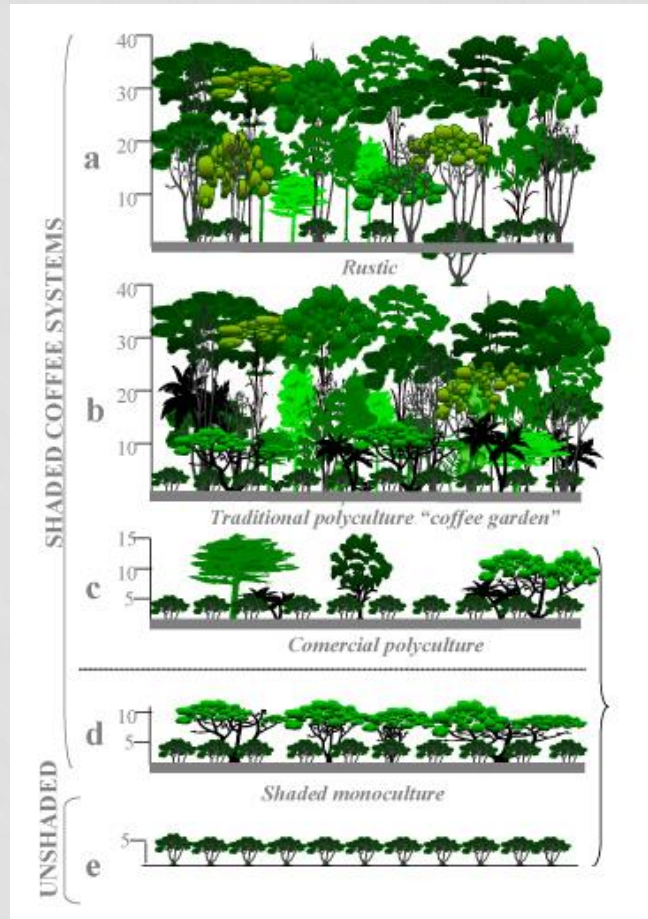 SHADED COFFEE SYSTEMS
40
30
20
10
a
Rustic
40
30
20
10
b
Traditional polyculture “coffee garden”
15
10
5
c
Comercial polyculture
10
5
d
Shaded monoculture
UNSHADED
5
e